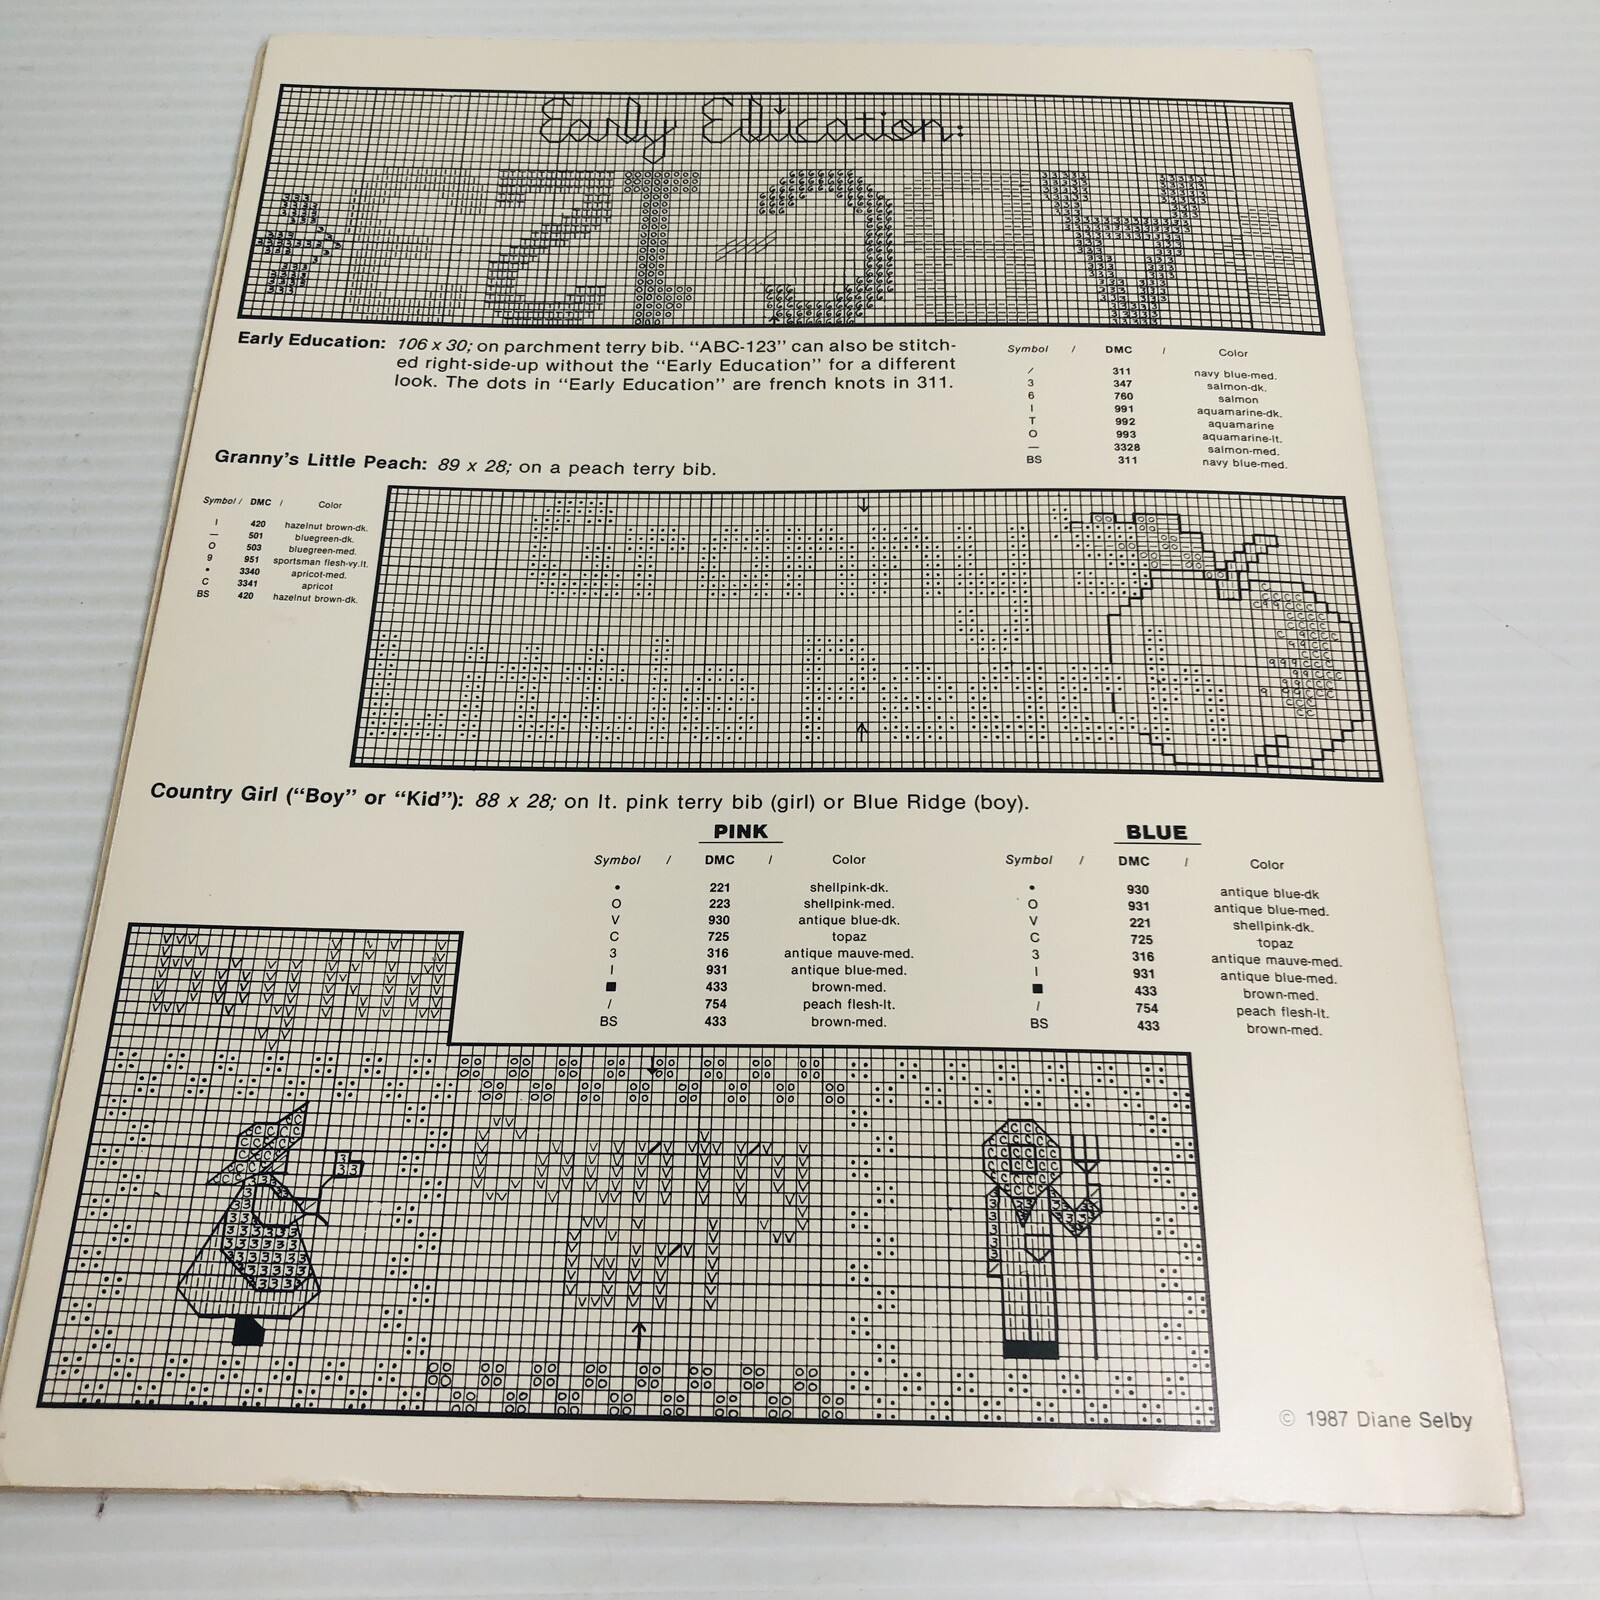 Early Education:
Early Education: 106 x 30; on parchment terry bib. "ABC-123" can also be stitch-
ed right-side-up without the "Early Education" for a different
look. The dots in "Early Education" are french knots in 311.
Symbol / DMC / Color
/ 311 navy blue-med.
3 347 salmon-dk.
6 760 salmon
I 991 aquamarine-dk.
T 992 aquamarine
O 993 aquamarine-lt.
— 3328 salmon-med.
BS 311 navy blue-med.
Granny's Little Peach: 89 x 28; on a peach terry bib.
Symbol / DMC / Color
I 420 hazelnut brown-dk.
— 501 bluegreen-dk.
O 503 bluegreen-med.
9 951 sportsman flesh-vy.lt.
• 3340 apricot-med.
C 3341 apricot
BS 420 hazelnut brown-dk.
Granny's
Little Peach
Country Girl ("Boy" or "Kid"): 88 x 28; on lt. pink terry bib (girl) or Blue Ridge (boy).
PINK
Symbol / DMC / Color
• 221 shellpink-dk.
O 223 shellpink-med.
V 930 antique blue-dk.
C 725 topaz
3 316 antique mauve-med.
I 931 antique blue-med.
■ 433 brown-med.
/ 754 peach flesh-lt.
BS 433 brown-med.
BLUE
Symbol / DMC / Color
• 930 antique blue-dk
O 931 antique blue-med.
V 221 shellpink-dk.
C 725 topaz
3 316 antique mauve-med.
I 931 antique blue-med.
■ 433 brown-med.
/ 754 peach flesh-lt.
BS 433 brown-med.
Country
Girl
© 1987 Diane Selby